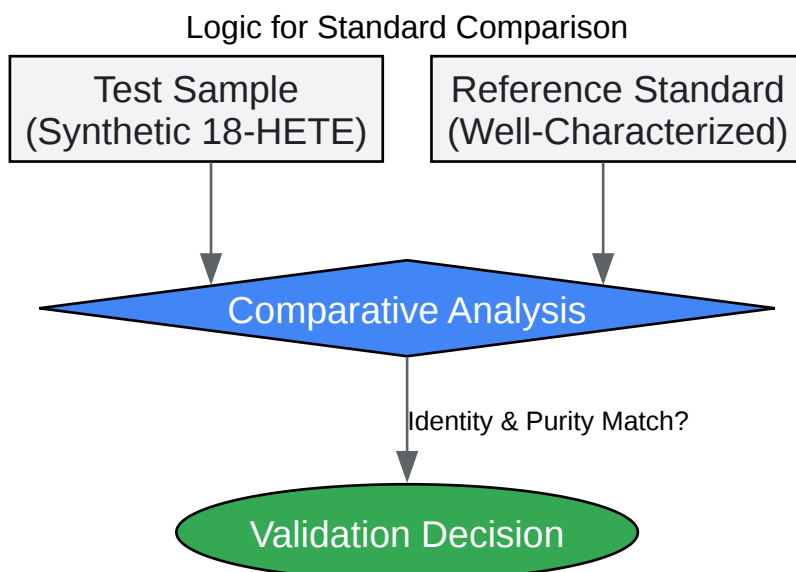 Logic for Standard Comparison
Test Sample
(Synthetic 18-HETE)
Reference Standard
(Well-Characterized)
Comparative Analysis
Identity & Purity Match?
Validation Decision